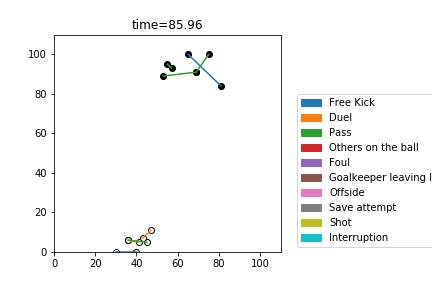 time=85.96
100
80
60
40
20
0
0 20 40 60 80 100
Free Kick
Duel
Pass
Others on the ball
Foul
Goalkeeper leaving l
Offside
Save attempt
Shot
Interruption